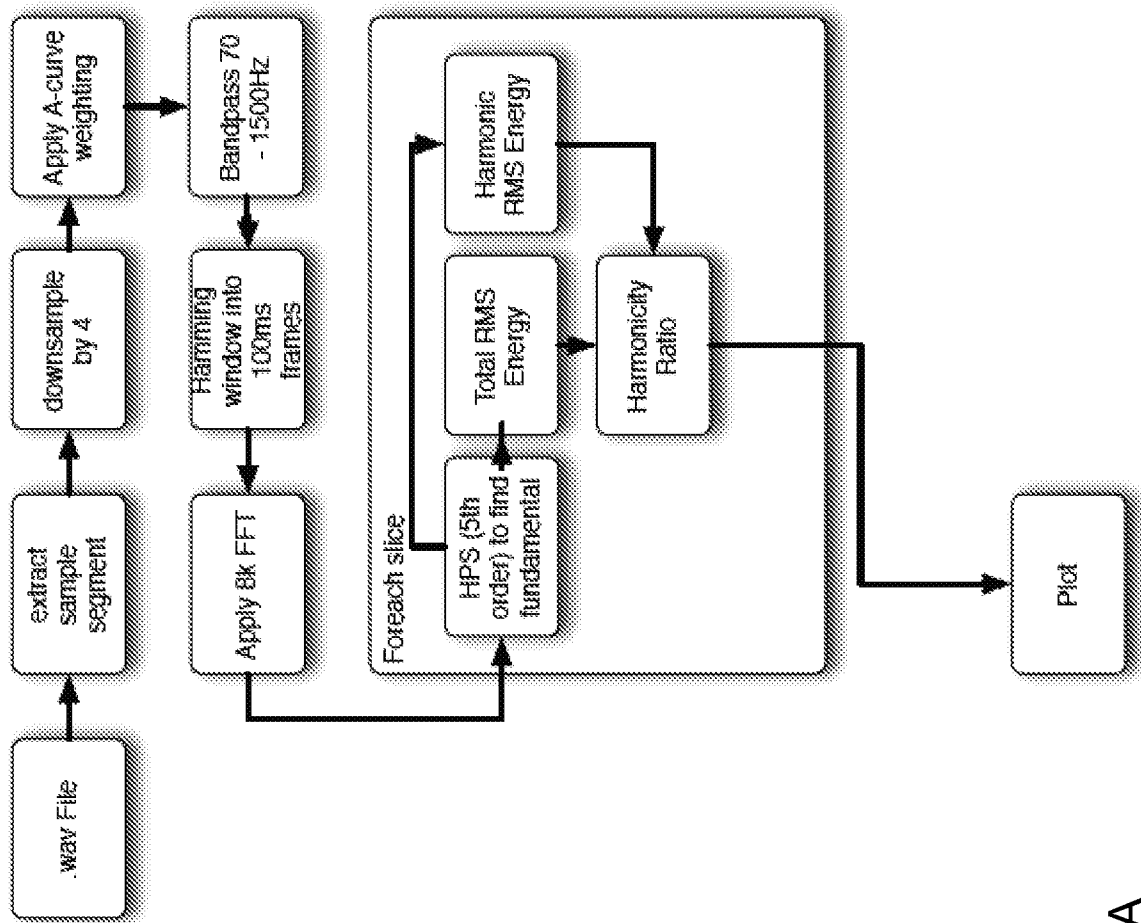 .wav File
extract
sample
segment
downsample
by 4
Apply A-curve
weighting
Bandpass 70
- 1500Hz
Hamming
window into
100ms
frames
Apply 8k FFT
Foreach slice
HPS (5th
order) to find
fundamental
Total RMS
Energy
Harmonic
RMS Energy
Harmonicity
Ratio
Plot
A